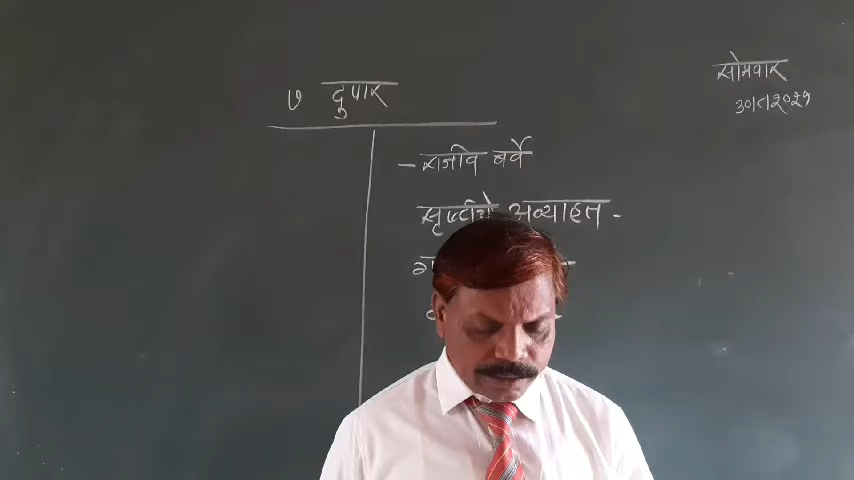 ७ दुपार
सोमवार
३०।८।२०२१
– राजीव बर्वे
सृष्टीचे अव्याहत -